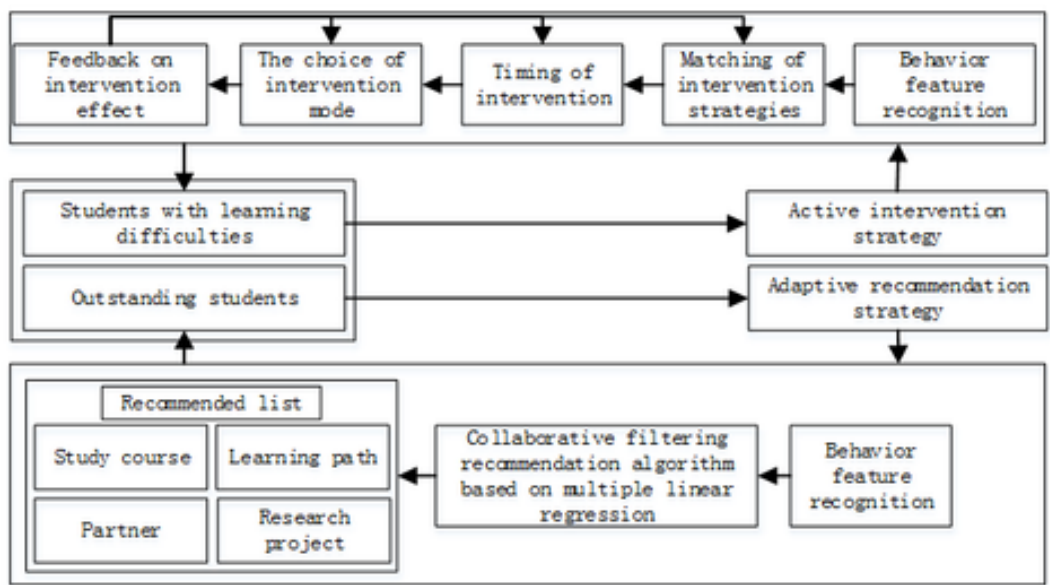 Feedback on
intervention
effect
The choice of
intervention
mode
Timing of
intervention
Matching of
intervention
strategies
Behavior
feature
recognition
Students with learning
difficulties
Active intervention
strategy
Outstanding students
Adaptive recommendation
strategy
Recommended list
Study course
Learning path
Partner
Research
project
Collaborative filtering
recommendation algorithm
based on multiple linear
regression
Behavior
feature
recognition